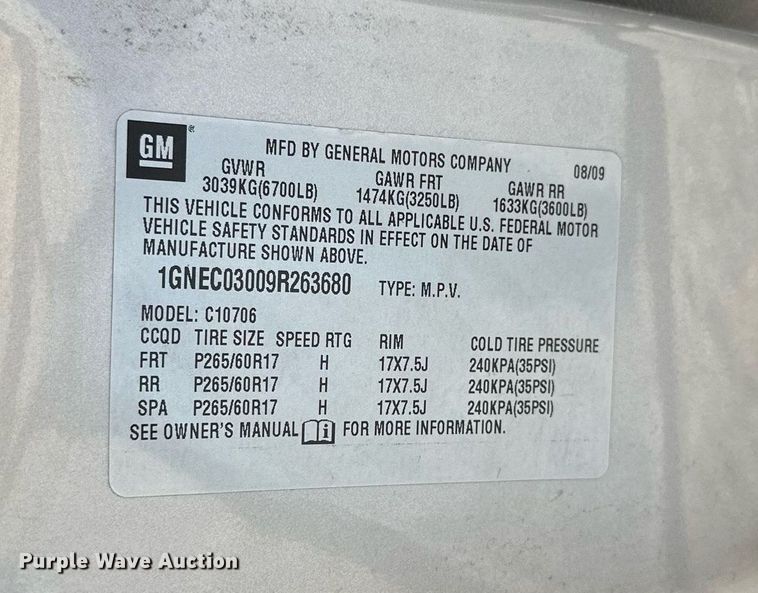 GM®
MFD BY GENERAL MOTORS COMPANY 08/09
GVWR GAWR FRT GAWR RR
3039KG(6700LB) 1474KG(3250LB) 1633KG(3600LB)
THIS VEHICLE CONFORMS TO ALL APPLICABLE U.S. FEDERAL MOTOR
VEHICLE SAFETY STANDARDS IN EFFECT ON THE DATE OF
MANUFACTURE SHOWN ABOVE.
1GNEC03009R263680 TYPE: M.P.V.
MODEL: C10706
CCQD TIRE SIZE SPEED RTG RIM COLD TIRE PRESSURE
FRT P265/60R17 H 17X7.5J 240KPA(35PSI)
RR P265/60R17 H 17X7.5J 240KPA(35PSI)
SPA P265/60R17 H 17X7.5J 240KPA(35PSI)
SEE OWNER'S MANUAL i FOR MORE INFORMATION.
Purple Wave Auction